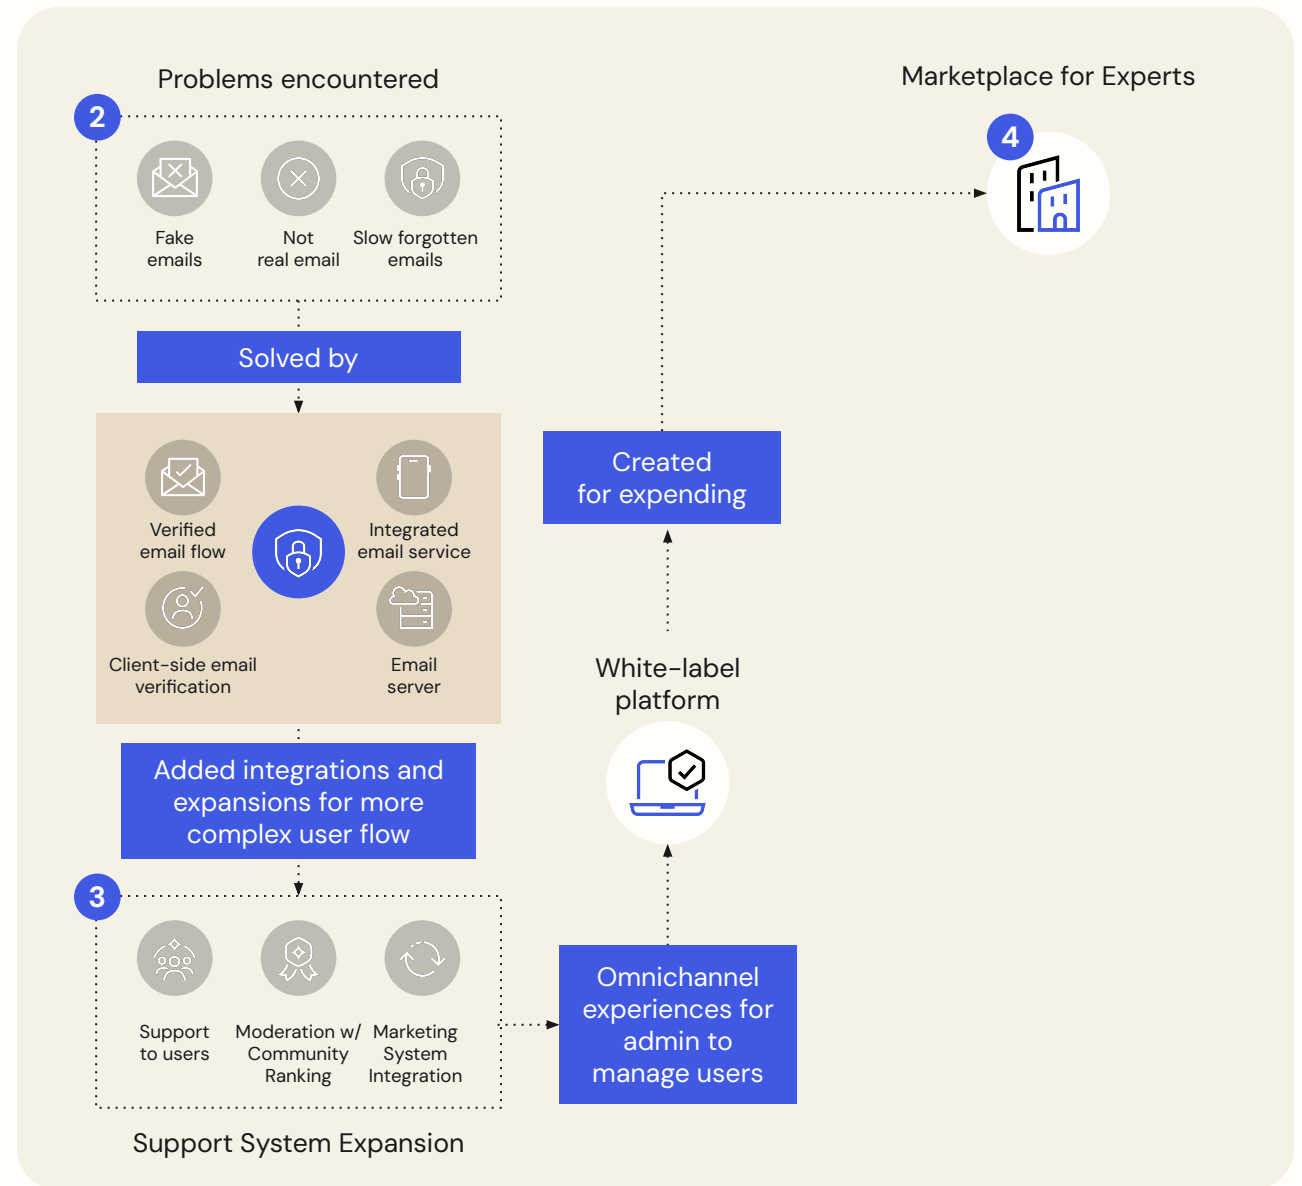 Problems encountered
2
Fake
emails
Not
real email
Slow forgotten
emails
Solved by
Verified
email flow
Integrated
email service
Client-side email
verification
Email
server
Added integrations and
expansions for more
complex user flow
3
Support
to users
Moderation w/
Community
Ranking
Marketing
System
Integration
Support System Expansion
Omnichannel
experiences for
admin to
manage users
White-label
platform
Created
for expending
Marketplace for Experts
4